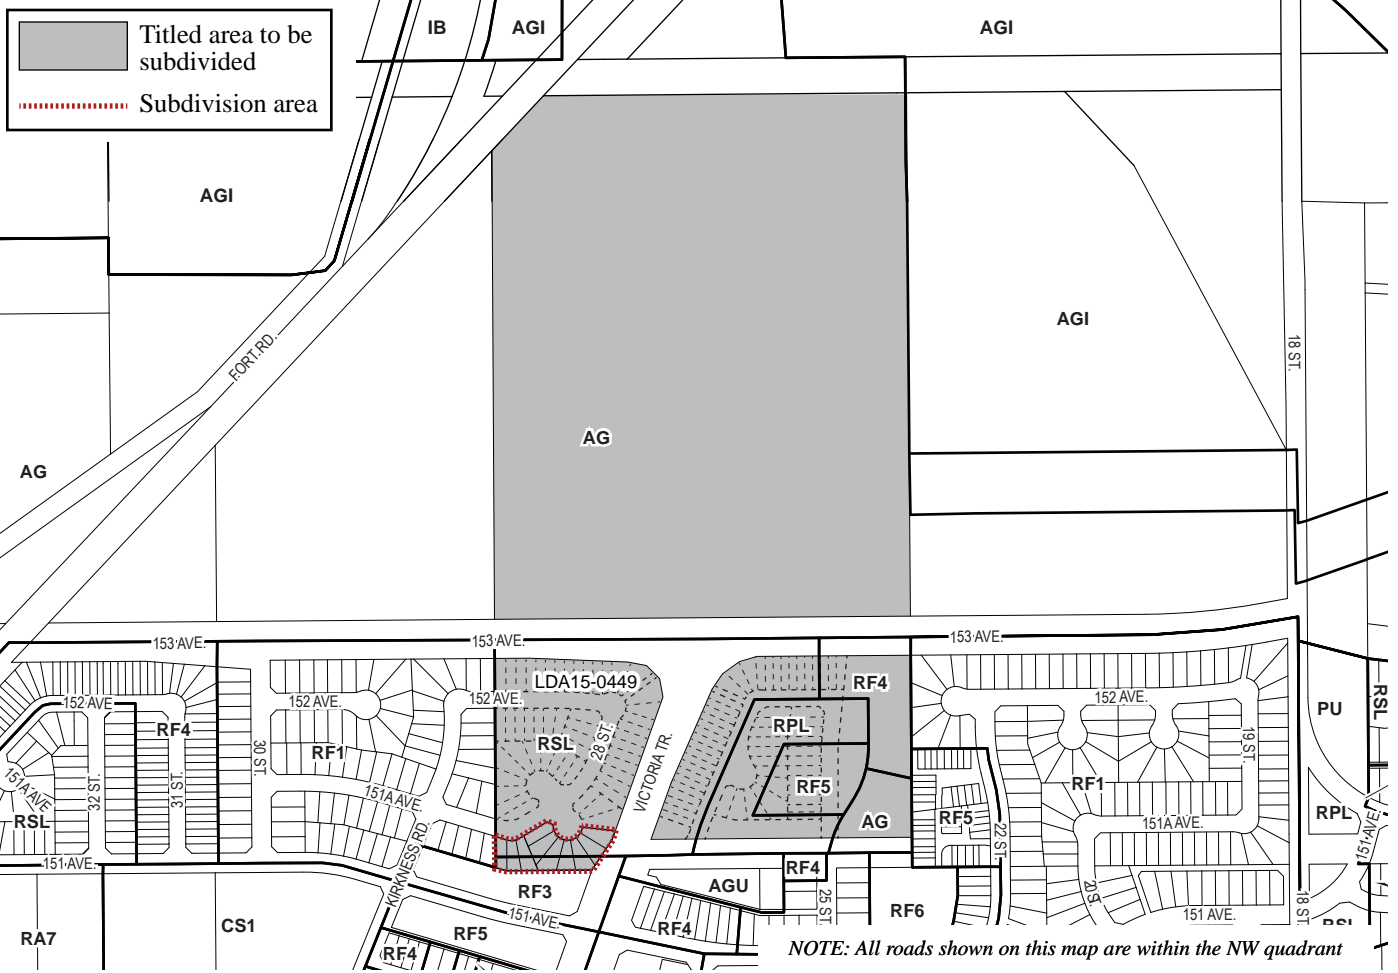 Titled area to be
subdivided
Subdivision area
IB
AGI
AGI
AGI
FORT RD.
AGI
18 ST.
AG
AG
153 AVE.
153 AVE.
153 AVE.
LDA15-0449
RF4
152 AVE.
152 AVE.
152 AVE.
152 AVE.
RF4
30 ST.
RF1
RSL
28 ST.
VICTORIA TR.
RPL
RF5
AG
19 ST.
PU
RSL
151A AVE
32 ST.
31 ST.
151A AVE.
RF1
RSL
RF5
22 ST.
151A AVE.
RPL
151 AVE.
151 AVE.
KIRKNESS RD.
RF3
AGU
RF4
25 ST.
20 S
18 ST.
RA7
CS1
RF5
RF4
151 AVE.
RF4
RF6
151 AVE.
RSL
NOTE: All roads shown on this map are within the NW quadrant